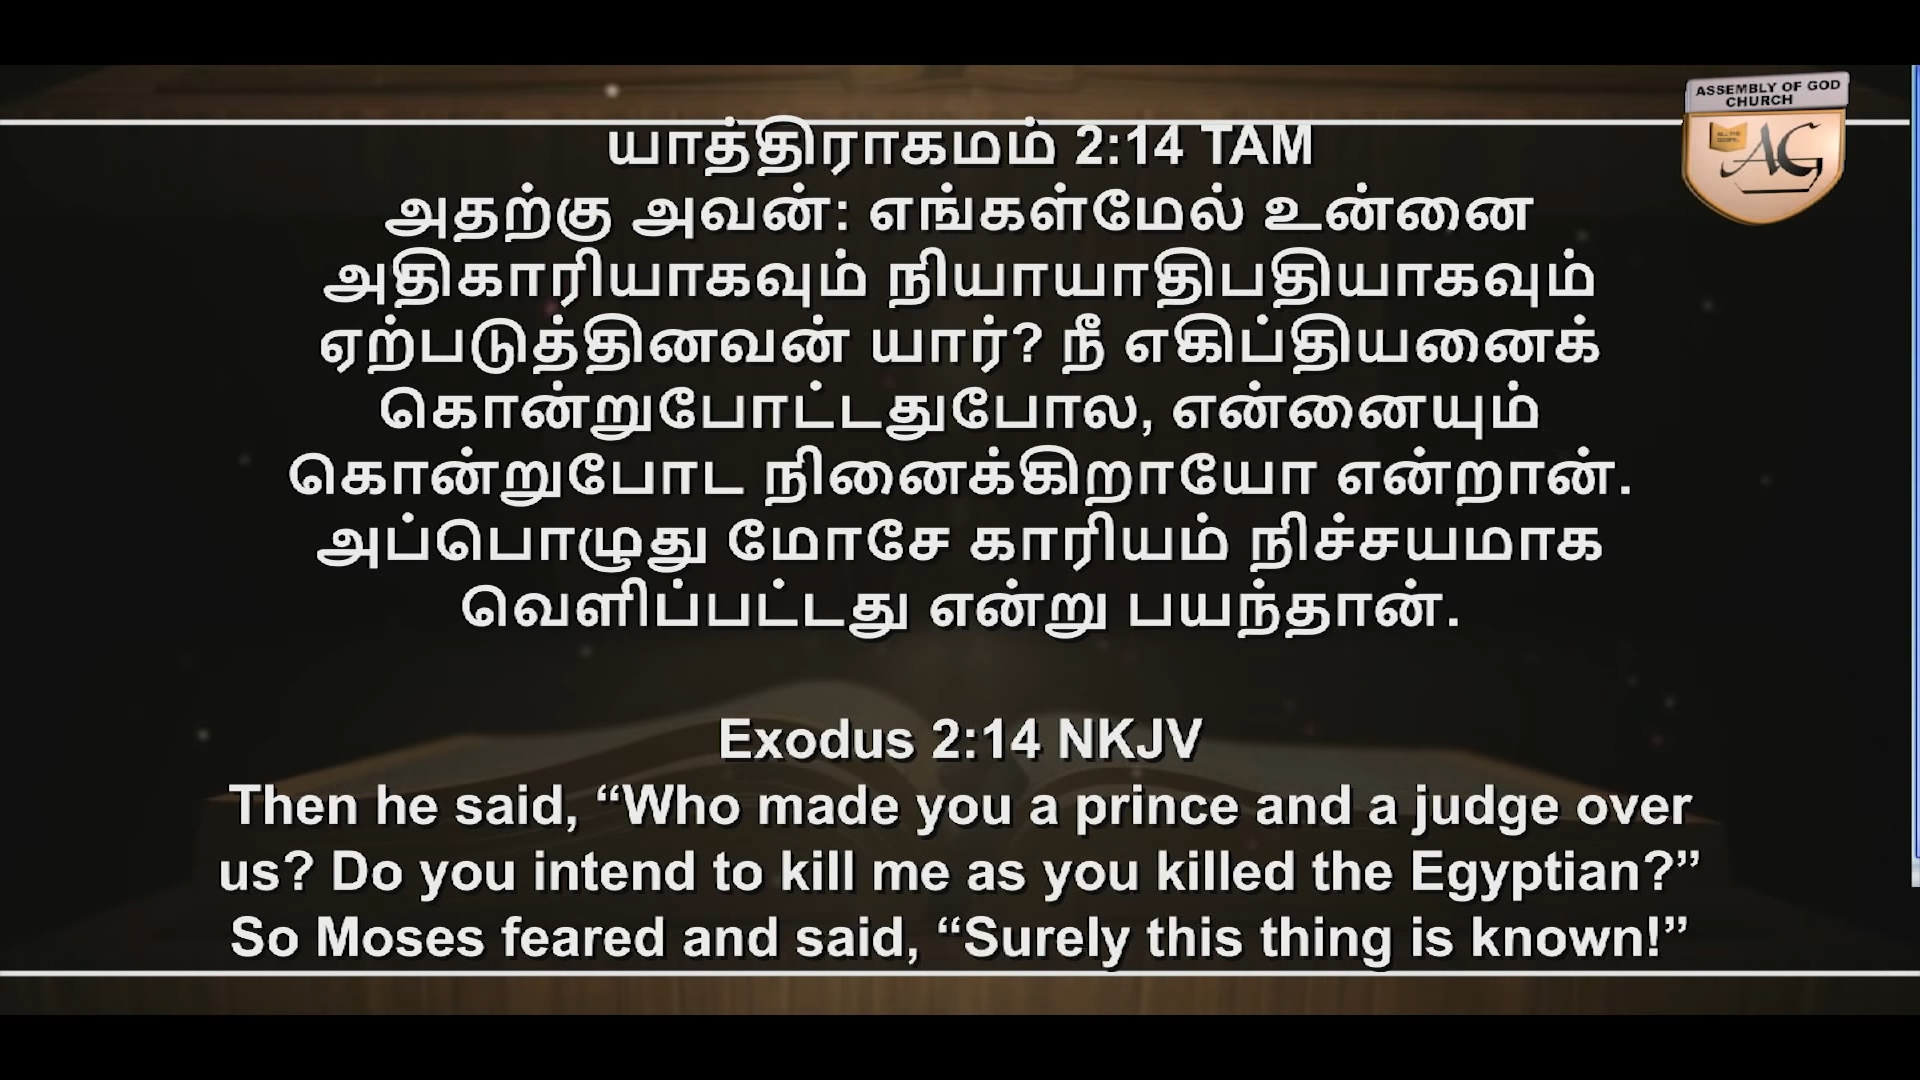 ASSEMBLY OF GOD
CHURCH
ALL THE
GOSPEL
AG
யாத்திராகமம் 2:14 TAM
அதற்கு அவன்: எங்கள்மேல் உன்னை
அதிகாரியாகவும் நியாயாதிபதியாகவும்
ஏற்படுத்தினவன் யார்? நீ எகிப்தியனைக்
கொன்றுபோட்டதுபோல, என்னையும்
கொன்றுபோட நினைக்கிறாயோ என்றான்.
அப்பொழுது மோசே காரியம் நிச்சயமாக
வெளிப்பட்டது என்று பயந்தான்.
Exodus 2:14 NKJV
Then he said, “Who made you a prince and a judge over
us? Do you intend to kill me as you killed the Egyptian?”
So Moses feared and said, “Surely this thing is known!”